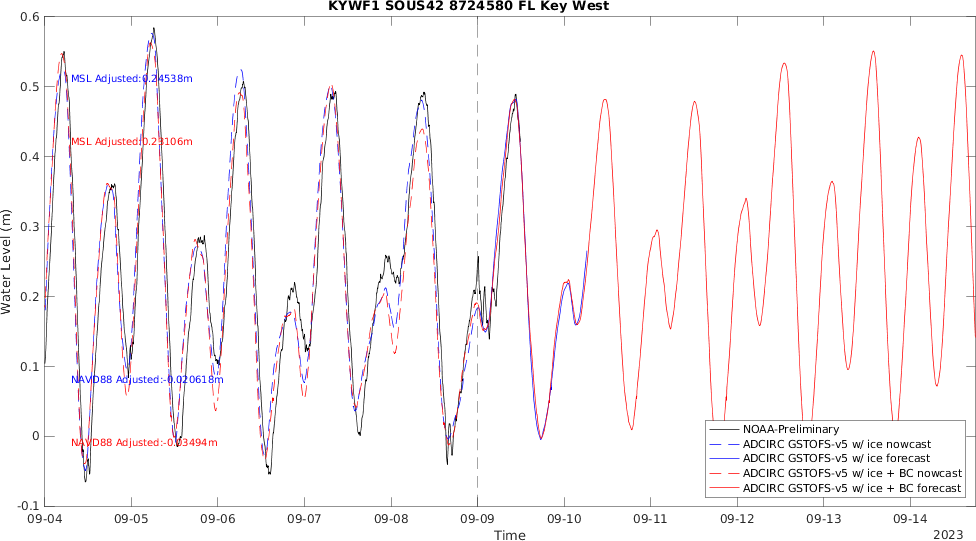 KYWF1 SOUS42 8724580 FL Key West
0.6
0.5
0.4
0.3
0.2
0.1
0
-0.1
Water Level (m)
MSL Adjusted:0.24538m
MSL Adjusted:0.23106m
NAVD88 Adjusted:-0.020618m
NAVD88 Adjusted:-0.03494m
NOAA-Preliminary
ADCIRC GSTOFS-v5 w/ ice nowcast
ADCIRC GSTOFS-v5 w/ ice forecast
ADCIRC GSTOFS-v5 w/ ice + BC nowcast
ADCIRC GSTOFS-v5 w/ ice + BC forecast
09-04 09-05 09-06 09-07 09-08 09-09 09-10 09-11 09-12 09-13 09-14
Time
2023